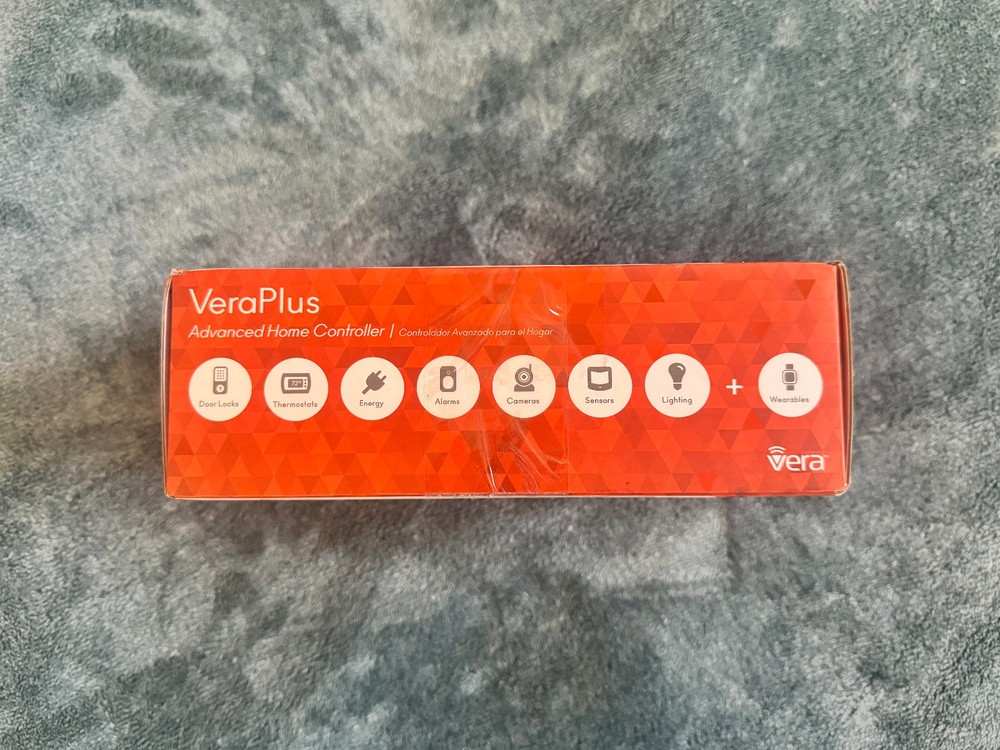 VeraPlus
Advanced Home Controller | Controlador Avanzado para el Hogar
72°
Door Locks Thermostats Energy Alarms Cameras Sensors Lighting + Wearables
vera